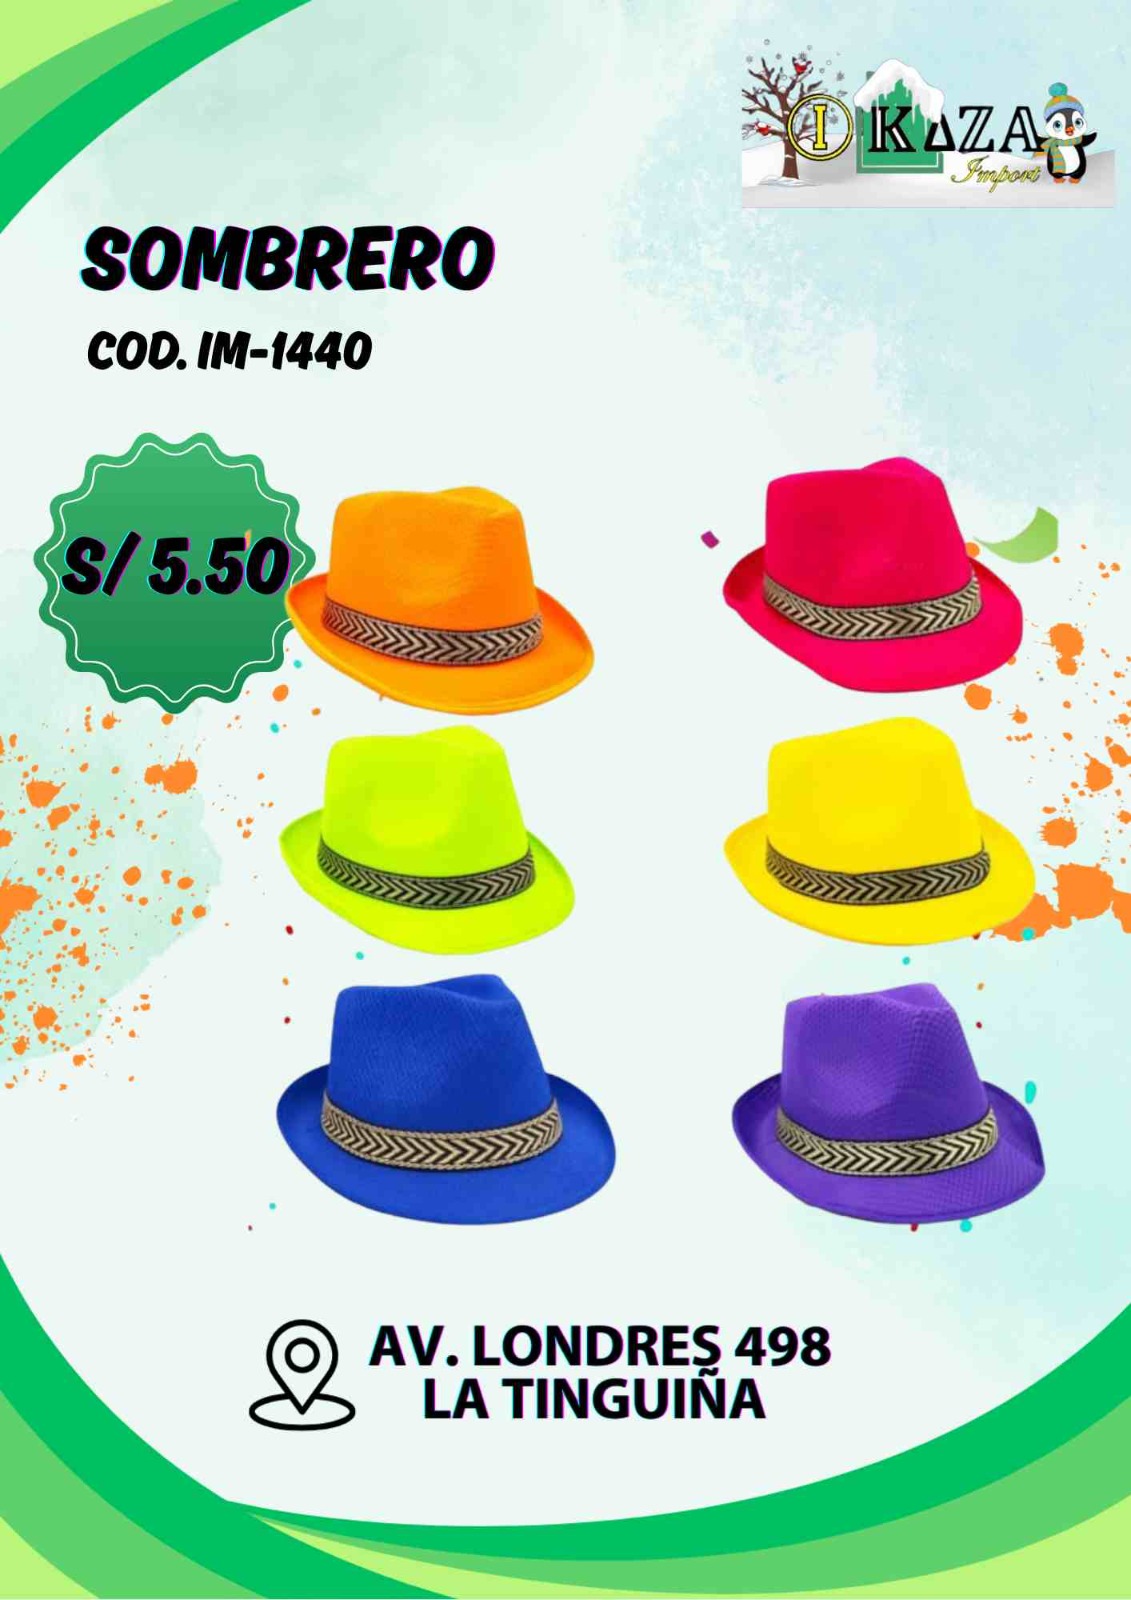 I KAZA
Import
SOMBRERO
COD. IM-1440
S/ 5.50
AV. LONDRES 498
LA TINGUIÑA